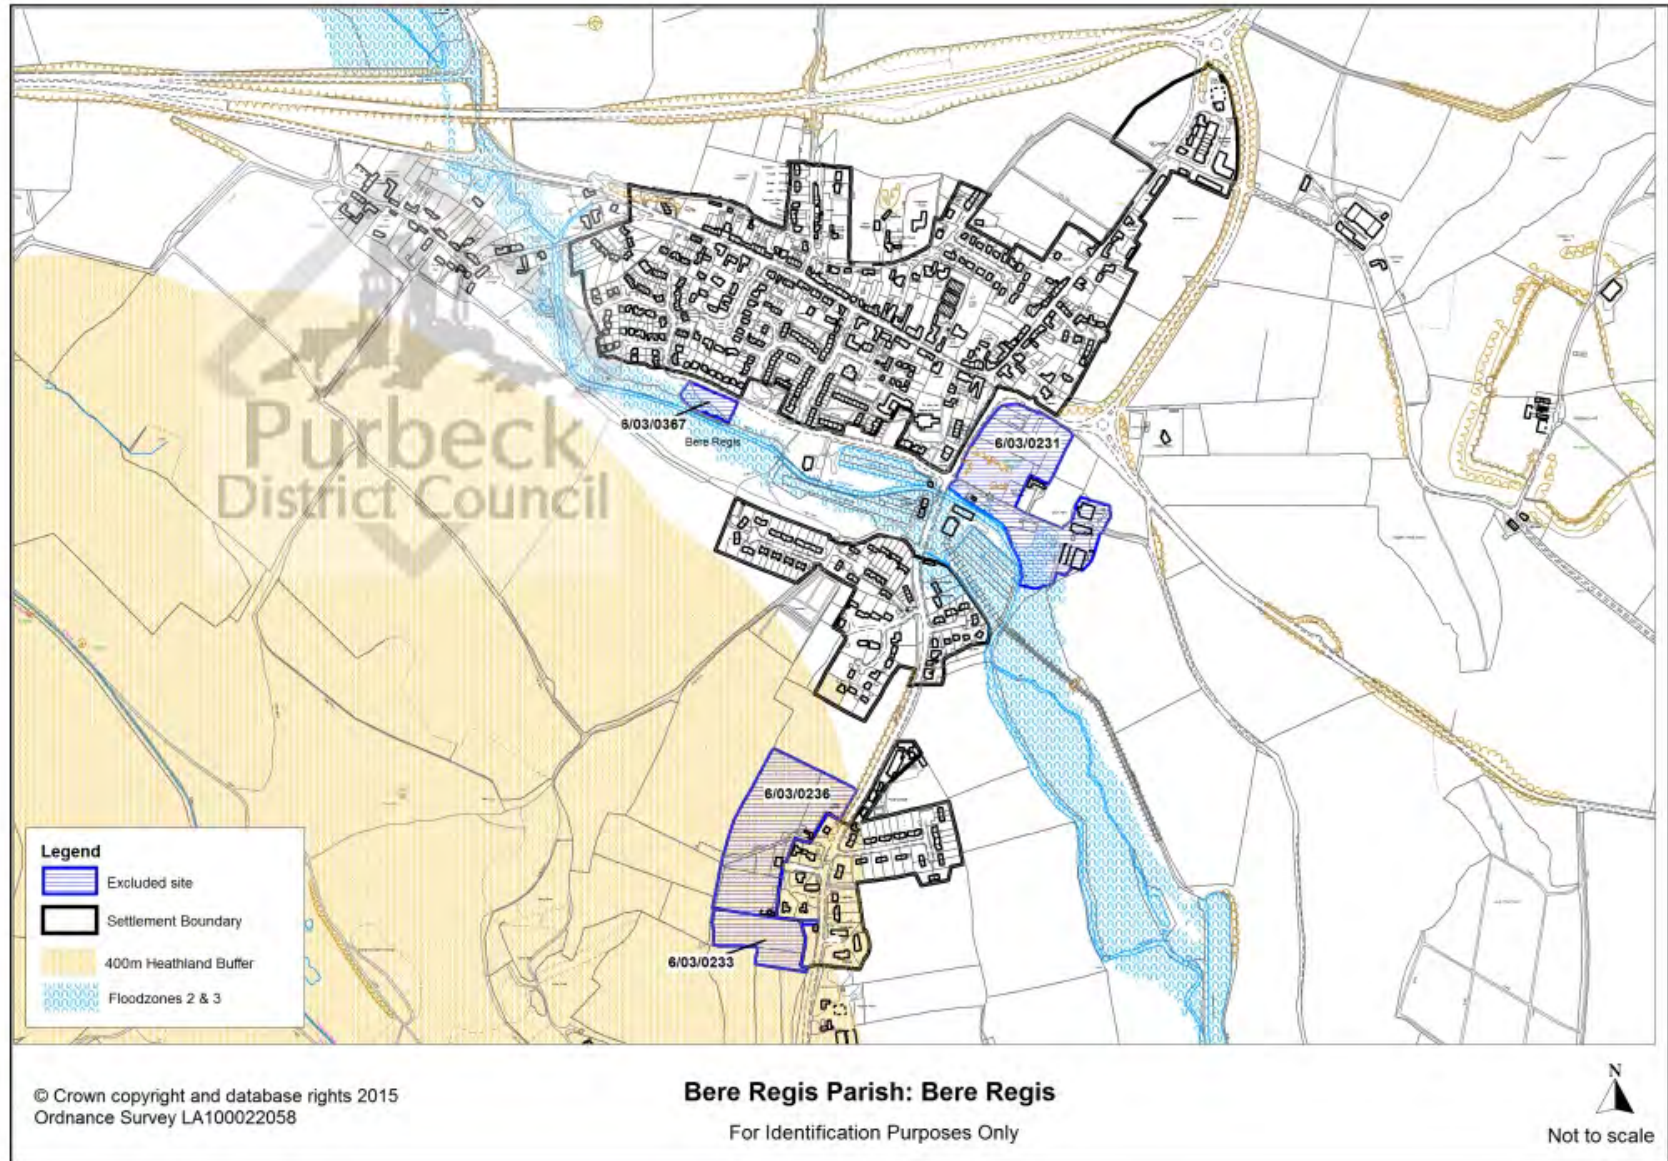 Purbeck
District Council
6/03/0367
Bere Regis
6/03/0231
6/03/0236
6/03/0233
Legend
Excluded site
Settlement Boundary
400m Heathland Buffer
Floodzones 2 & 3
© Crown copyright and database rights 2015
Ordnance Survey LA100022058
Bere Regis Parish: Bere Regis
For Identification Purposes Only
N
Not to scale